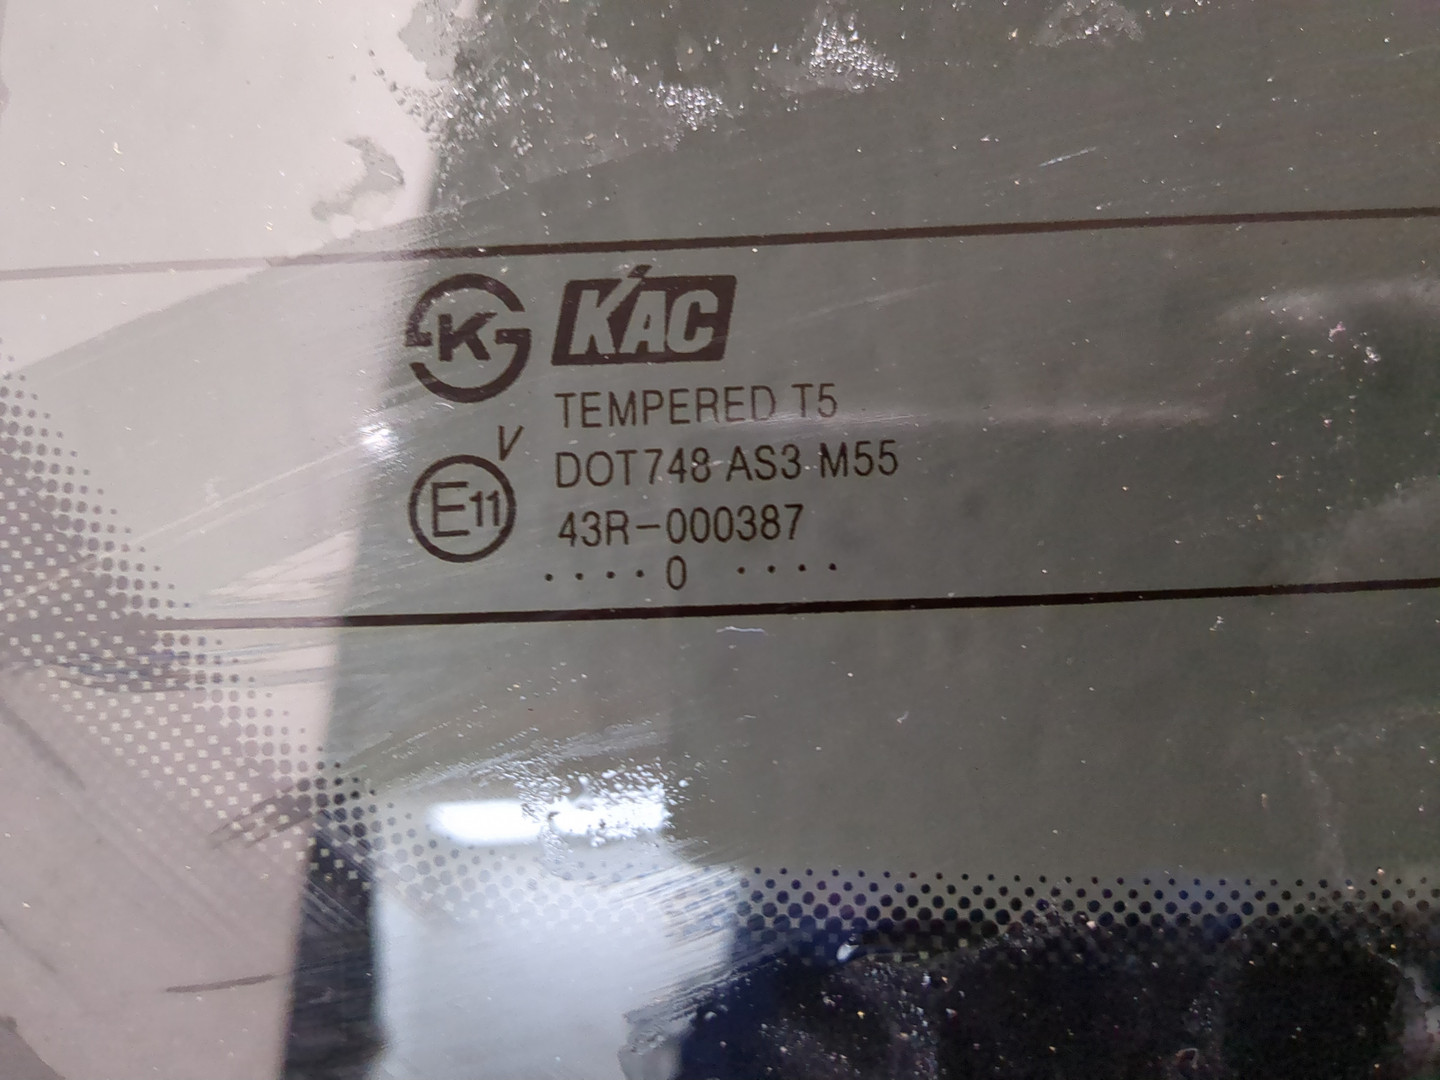 K
KAC
TEMPERED T5
V
DOT748 AS3 M55
E11
43R-000387
....0 ....